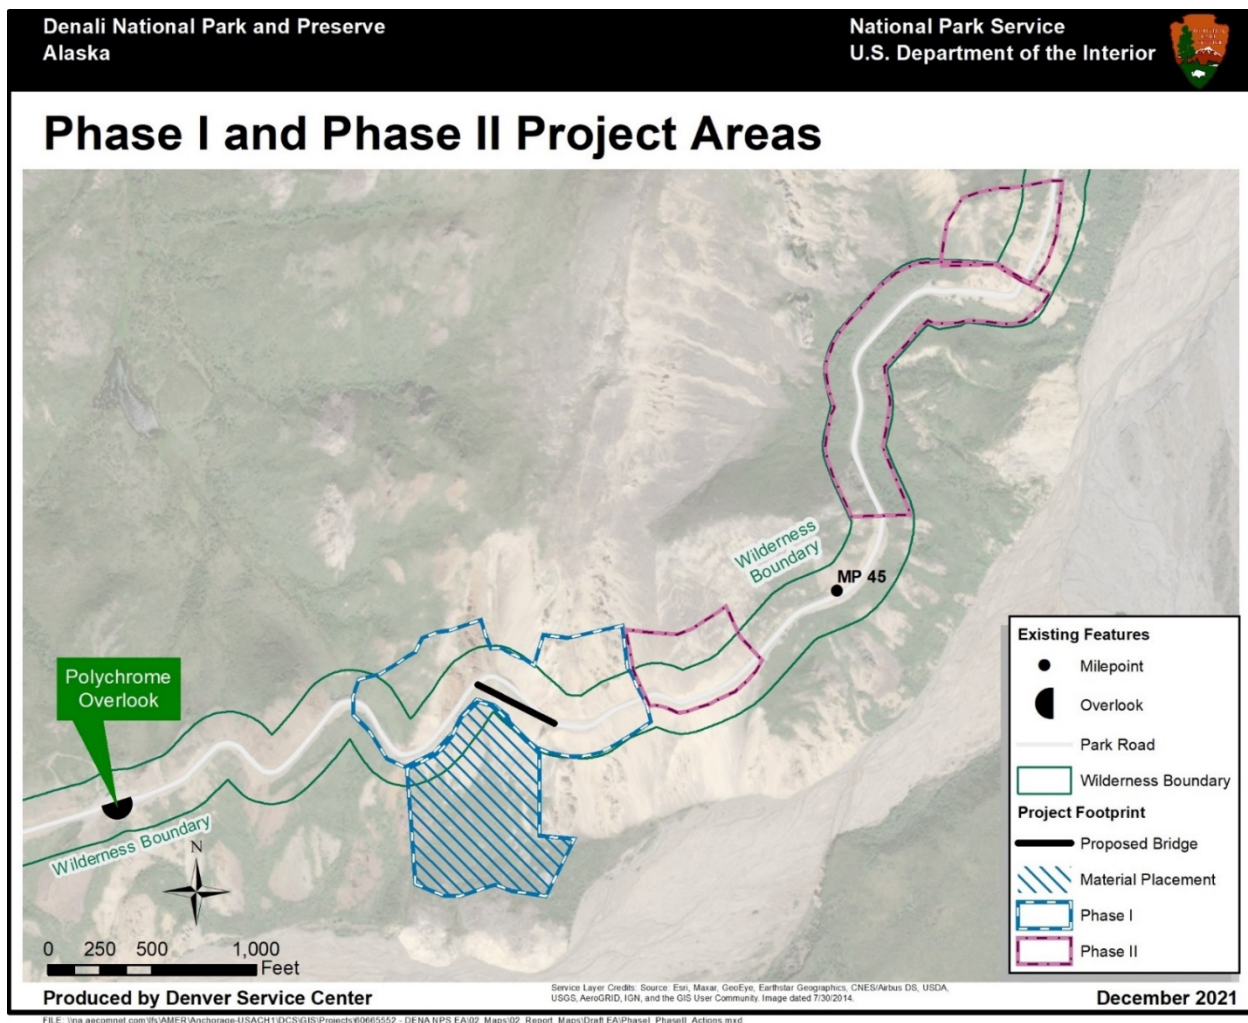 Denali National Park and Preserve
Alaska
National Park Service
U.S. Department of the Interior
Phase I and Phase II Project Areas
Wilderness
Boundary
MP 45
Polychrome
Overlook
Wilderness Boundary
N
0 250 500 1,000
Feet
Existing Features
Milepoint
Overlook
Park Road
Wilderness Boundary
Project Footprint
Proposed Bridge
Material Placement
Phase I
Phase II
Produced by Denver Service Center
Service Layer Credits: Source: Esri, Maxar, GeoEye, Earthstar Geographics, CNES/Airbus DS, USDA,
USGS, AeroGRID, IGN, and the GIS User Community. Image dated 7/30/2014.
December 2021